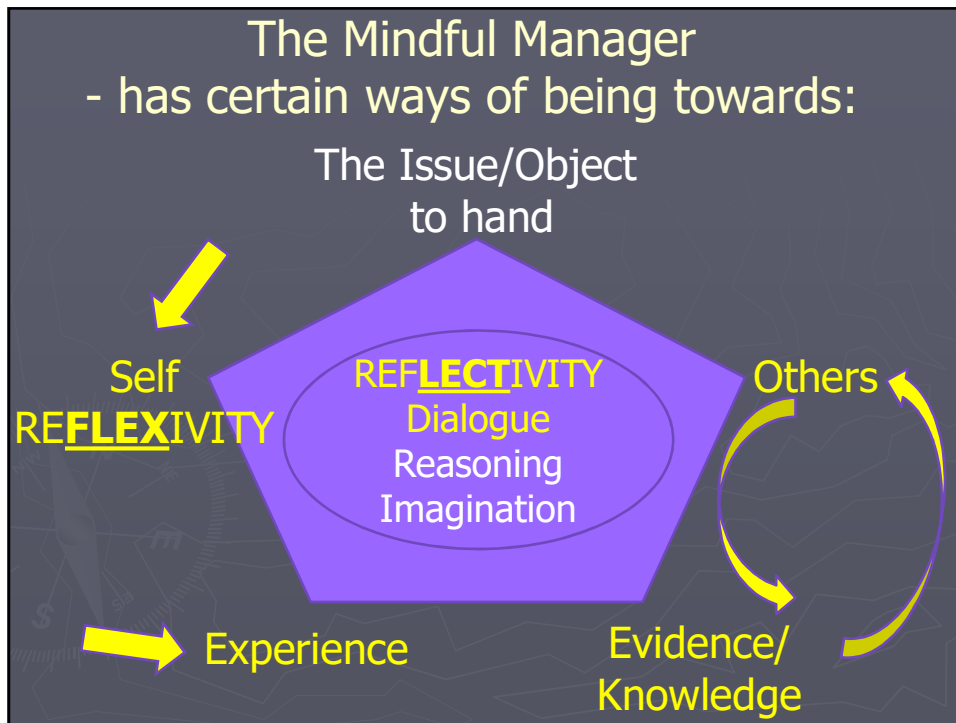 The Mindful Manager
- has certain ways of being towards:
The Issue/Object
to hand
Self
REFLEXIVITY
REFLECTIVITY
Dialogue
Reasoning
Imagination
Others
Experience
Evidence/
Knowledge